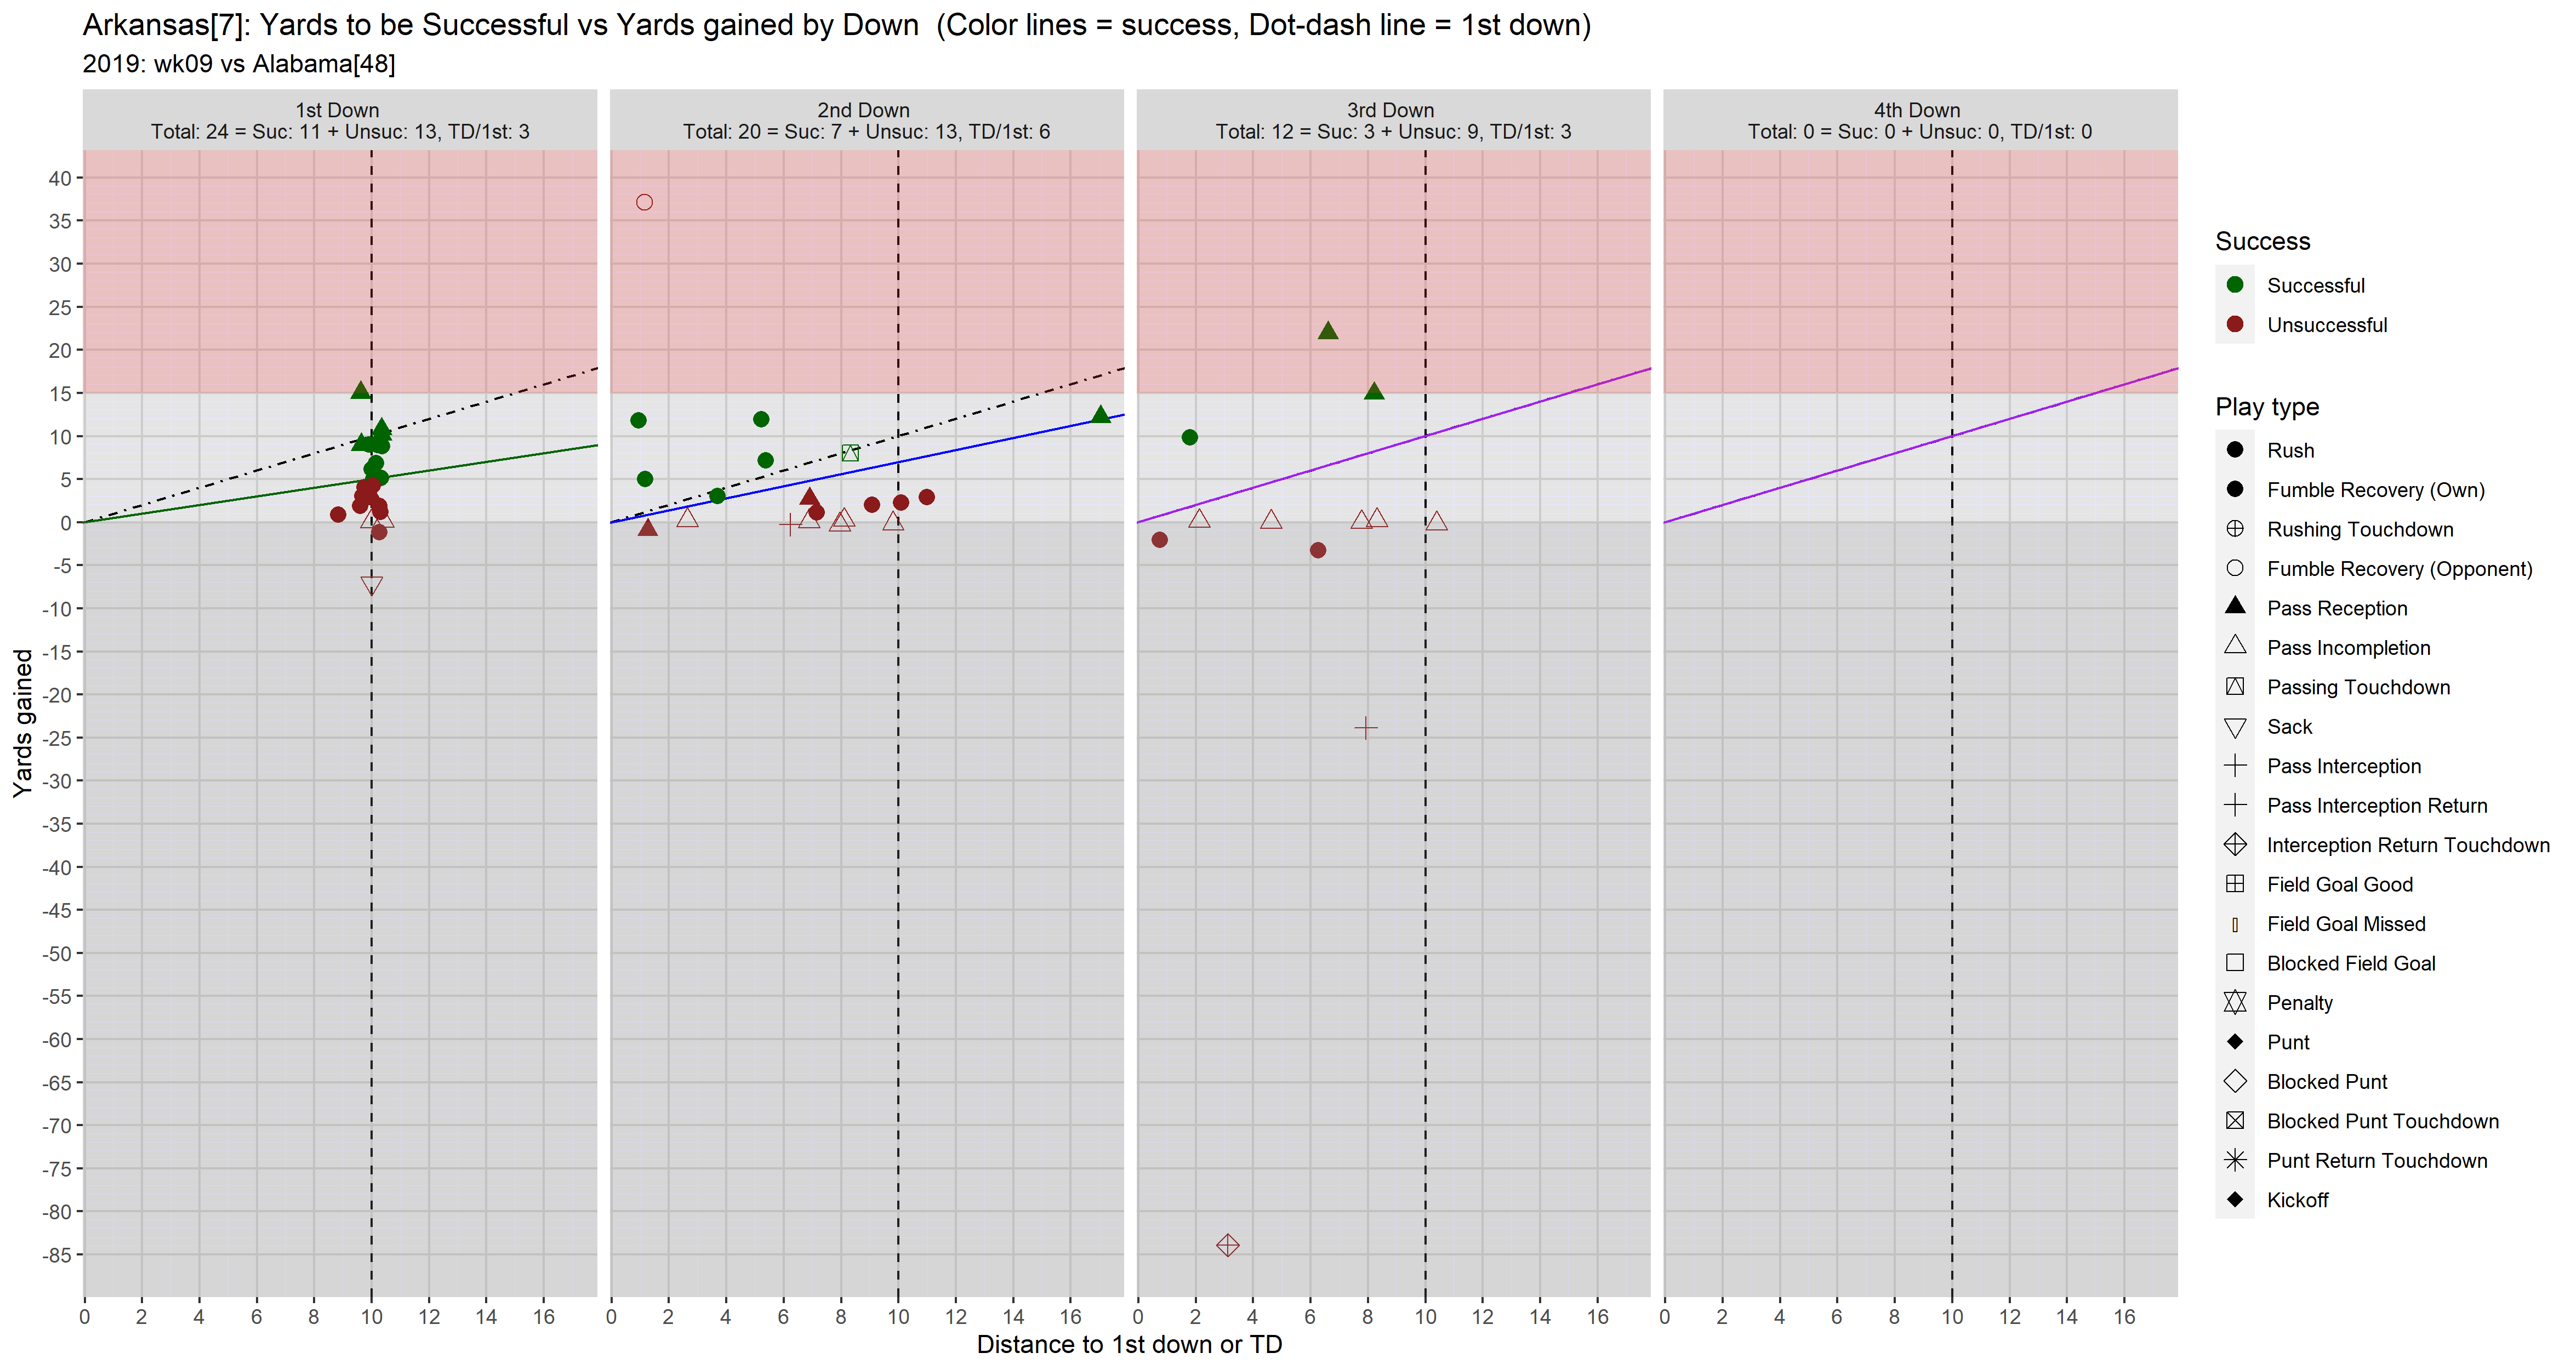 Arkansas[7]: Yards to be Successful vs Yards gained by Down  (Color lines = success, Dot-dash line = 1st down)
2019: wk09 vs Alabama[48]
1st Down
Total: 24 = Suc: 11 + Unsuc: 13, TD/1st: 3
2nd Down
Total: 20 = Suc: 7 + Unsuc: 13, TD/1st: 6
3rd Down
Total: 12 = Suc: 3 + Unsuc: 9, TD/1st: 3
4th Down
Total: 0 = Suc: 0 + Unsuc: 0, TD/1st: 0
Yards gained
40
35
30
25
20
15
10
5
0
-5
-10
-15
-20
-25
-30
-35
-40
-45
-50
-55
-60
-65
-70
-75
-80
-85
0 2 4 6 8 10 12 14 16
0 2 4 6 8 10 12 14 16
0 2 4 6 8 10 12 14 16
0 2 4 6 8 10 12 14 16
Distance to 1st down or TD
Success
Successful
Unsuccessful
Play type
Rush
Fumble Recovery (Own)
Rushing Touchdown
Fumble Recovery (Opponent)
Pass Reception
Pass Incompletion
Passing Touchdown
Sack
Pass Interception
Pass Interception Return
Interception Return Touchdown
Field Goal Good
Field Goal Missed
Blocked Field Goal
Penalty
Punt
Blocked Punt
Blocked Punt Touchdown
Punt Return Touchdown
Kickoff